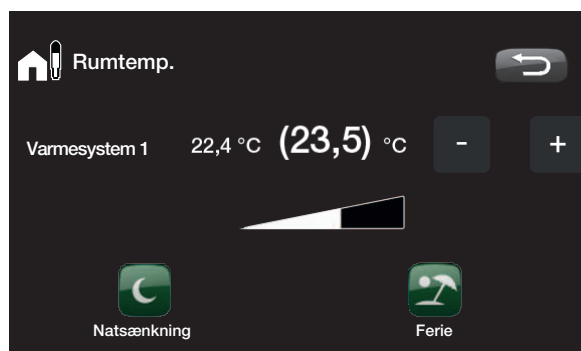 Rumtemp.
Varmesystem 1 22,4 °C (23,5) °C - +
Natsænkning Ferie